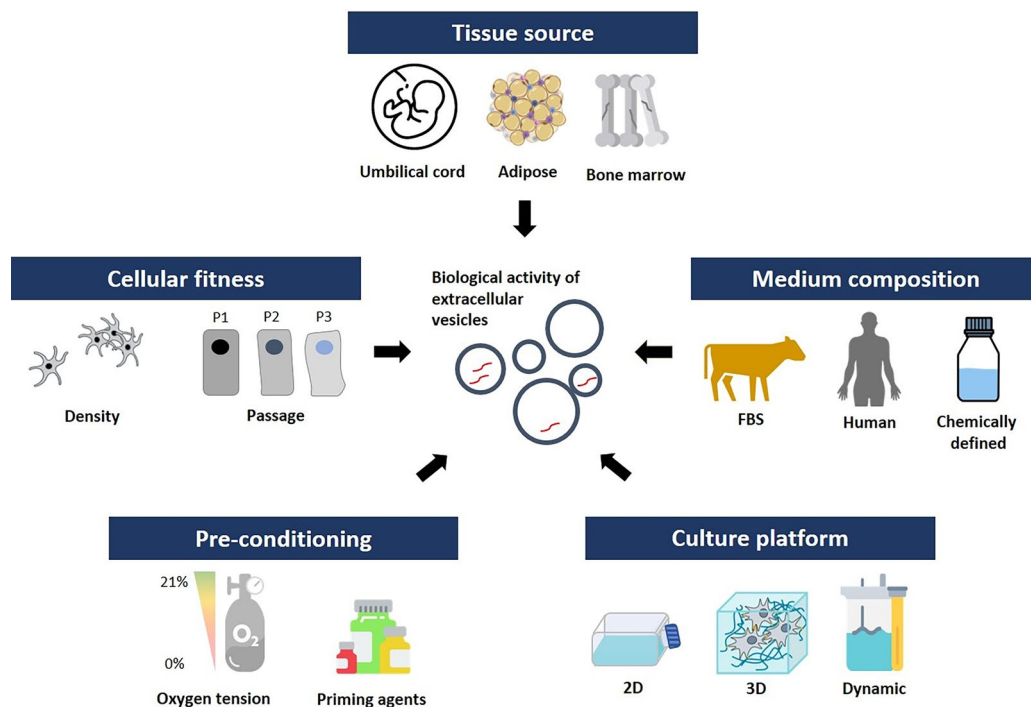 Tissue source
Umbilical cord
Adipose
Bone marrow
Cellular fitness
P1
P2
P3
Density
Passage
Biological activity of
extracellular
vesicles
Medium composition
FBS
Human
Chemically
defined
Pre-conditioning
21%
0%
O2
Oxygen tension
Priming agents
Culture platform
2D
3D
Dynamic